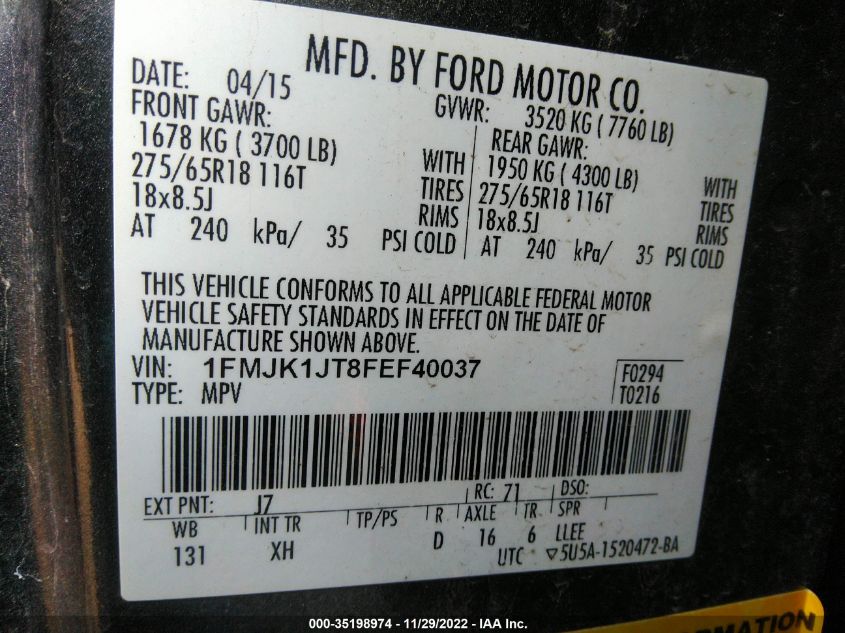 MFD. BY FORD MOTOR CO.
DATE: 04/15 GVWR: 3520 KG ( 7760 LB)
FRONT GAWR: REAR GAWR:
1678 KG ( 3700 LB) WITH 1950 KG ( 4300 LB) WITH
275/65R18 116T TIRES 275/65R18 116T TIRES
18x8.5J RIMS 18x8.5J RIMS
AT 240 kPa/ 35 PSI COLD AT 240 kPa/ 35 PSI COLD
THIS VEHICLE CONFORMS TO ALL APPLICABLE FEDERAL MOTOR
VEHICLE SAFETY STANDARDS IN EFFECT ON THE DATE OF
MANUFACTURE SHOWN ABOVE.
VIN: 1FMJK1JT8FEF40037 F0294
TYPE: MPV T0216
EXT PNT: J7 RC: 71 DSO:
WB INT TR TP/PS R AXLE TR SPR
131 XH D 16 6 LLEE
UTC ▽5U5A-1520472-BA
000-35198974 - 11/29/2022 - IAA Inc.